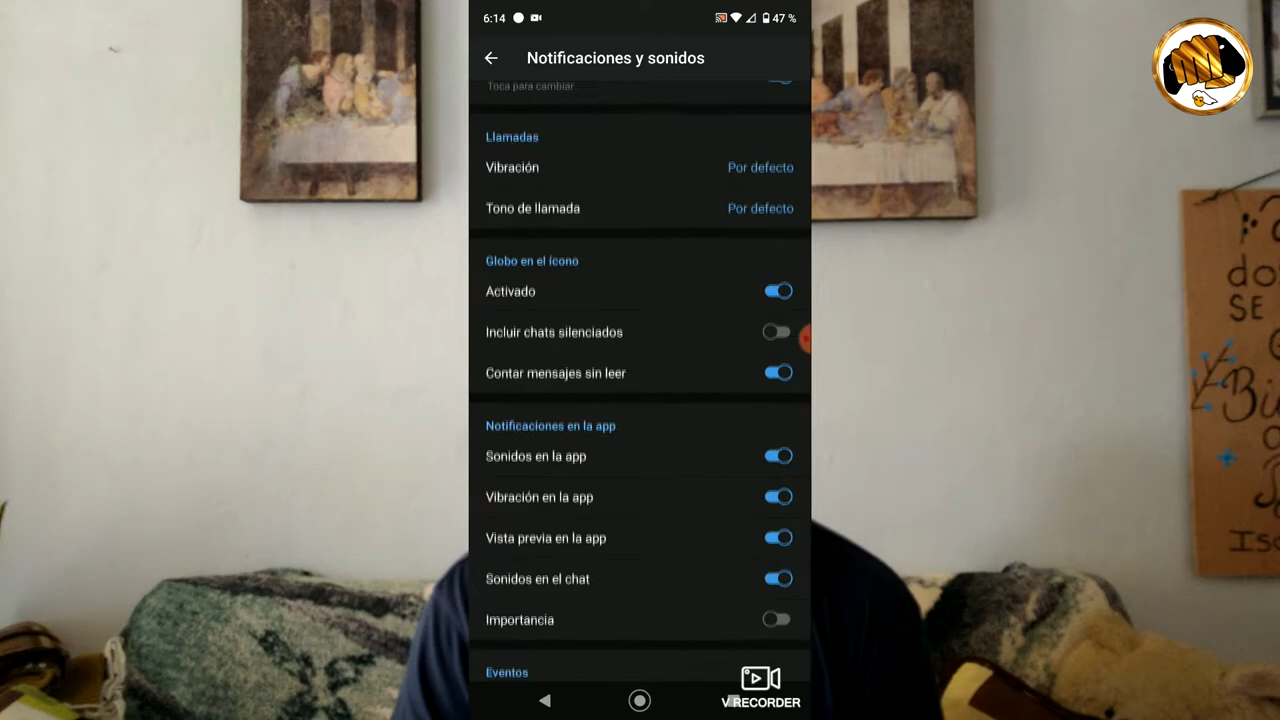 6:14
47 %
Notificaciones y sonidos
Toca para cambiar
Llamadas
Vibración Por defecto
Tono de llamada Por defecto
Globo en el ícono
Activado
Incluir chats silenciados
Contar mensajes sin leer
Notificaciones en la app
Sonidos en la app
Vibración en la app
Vista previa en la app
Sonidos en el chat
Importancia
Eventos
V RECORDER
do
SE